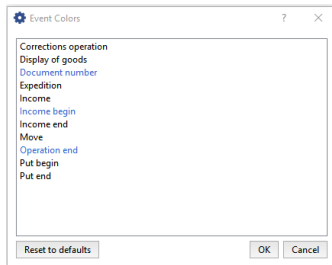 Event Colors
?
Corrections operation
Display of goods
Document number
Expedition
Income
Income begin
Income end
Move
Operation end
Put begin
Put end
Reset to defaults
OK
Cancel